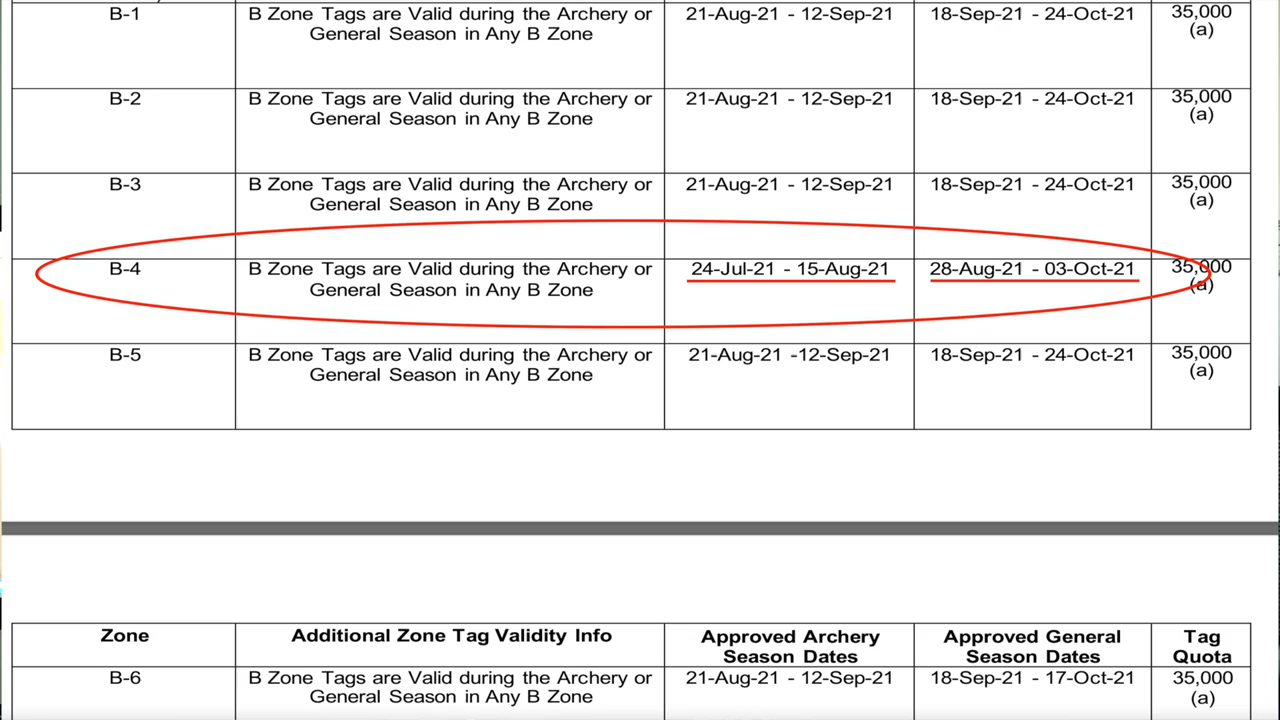 B-1 B Zone Tags are Valid during the Archery or 21-Aug-21 - 12-Sep-21 18-Sep-21 - 24-Oct-21 35,000
General Season in Any B Zone (a)
B-2 B Zone Tags are Valid during the Archery or 21-Aug-21 - 12-Sep-21 18-Sep-21 - 24-Oct-21 35,000
General Season in Any B Zone (a)
B-3 B Zone Tags are Valid during the Archery or 21-Aug-21 - 12-Sep-21 18-Sep-21 - 24-Oct-21 35,000
General Season in Any B Zone (a)
B-4 B Zone Tags are Valid during the Archery or 24-Jul-21 - 15-Aug-21 28-Aug-21 - 03-Oct-21 35,000
General Season in Any B Zone (a)
B-5 B Zone Tags are Valid during the Archery or 21-Aug-21 -12-Sep-21 18-Sep-21 - 24-Oct-21 35,000
General Season in Any B Zone (a)
Zone Additional Zone Tag Validity Info Approved Archery Approved General Tag
Season Dates Season Dates Quota
B-6 B Zone Tags are Valid during the Archery or 21-Aug-21 - 12-Sep-21 18-Sep-21 - 17-Oct-21 35,000
General Season in Any B Zone (a)